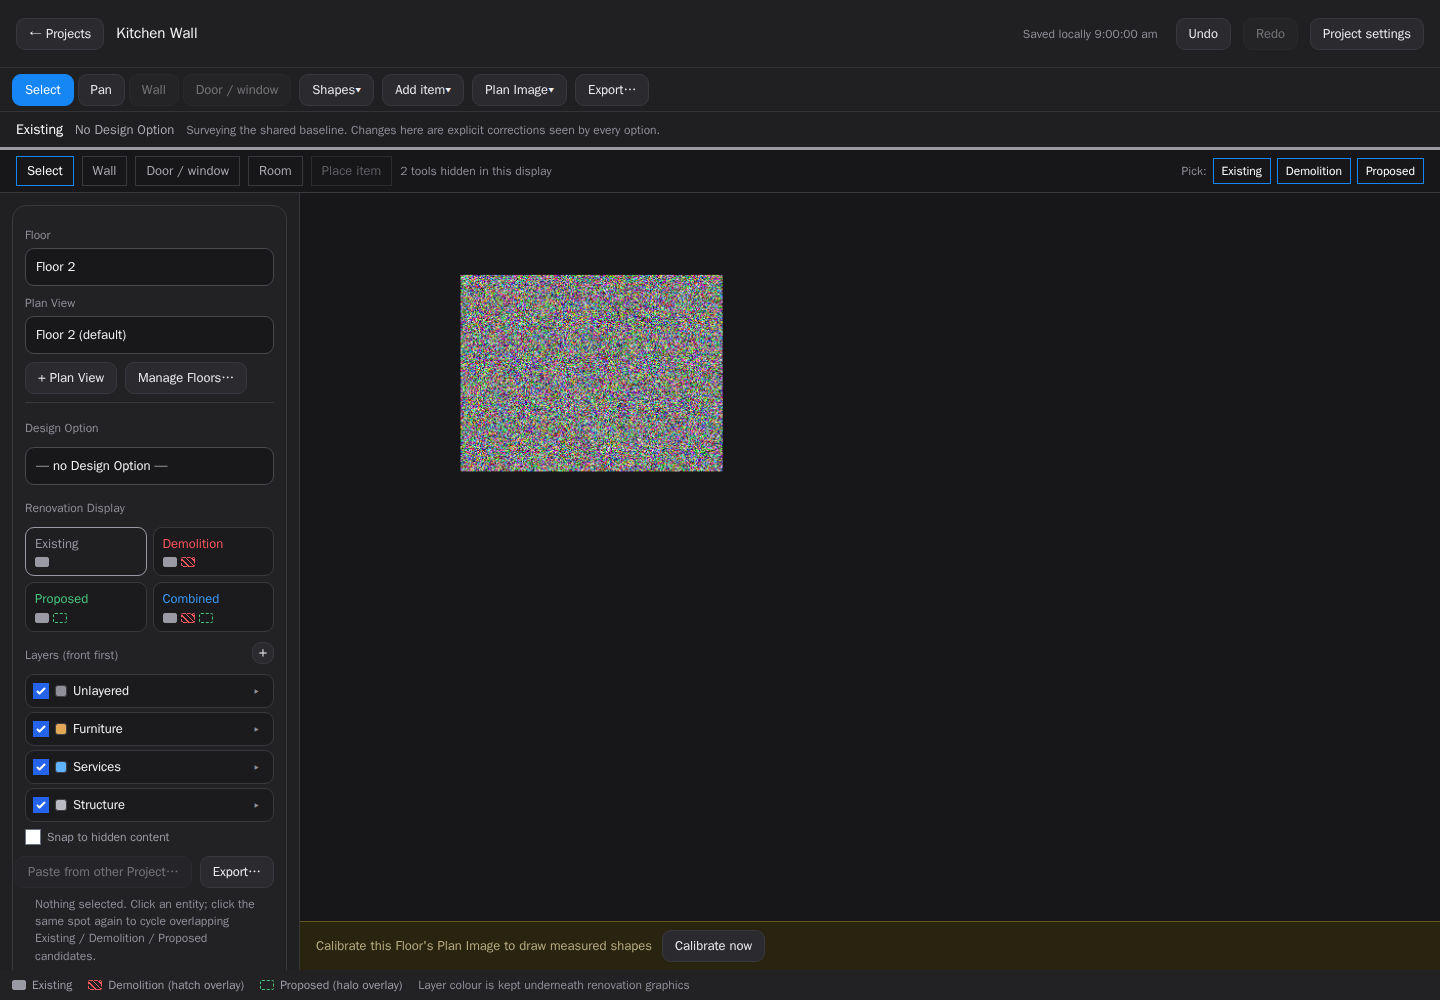 ← Projects
Kitchen Wall
Saved locally 9:00:00 am
Undo
Redo
Project settings
Select
Pan
Wall
Door / window
Shapes▾
Add item▾
Plan Image▾
Export…
Existing
No Design Option
Surveying the shared baseline. Changes here are explicit corrections seen by every option.
Select
Wall
Door / window
Room
Place item
2 tools hidden in this display
Pick:
Existing
Demolition
Proposed
Floor
Floor 2
Plan View
Floor 2 (default)
+ Plan View
Manage Floors…
Design Option
— no Design Option —
Renovation Display
Existing
Demolition
Proposed
Combined
Layers (front first)
+
Unlayered
Furniture
Services
Structure
Snap to hidden content
Paste from other Project…
Export…
Nothing selected. Click an entity; click the
same spot again to cycle overlapping
Existing / Demolition / Proposed
candidates.
Calibrate this Floor's Plan Image to draw measured shapes
Calibrate now
Existing
Demolition (hatch overlay)
Proposed (halo overlay)
Layer colour is kept underneath renovation graphics